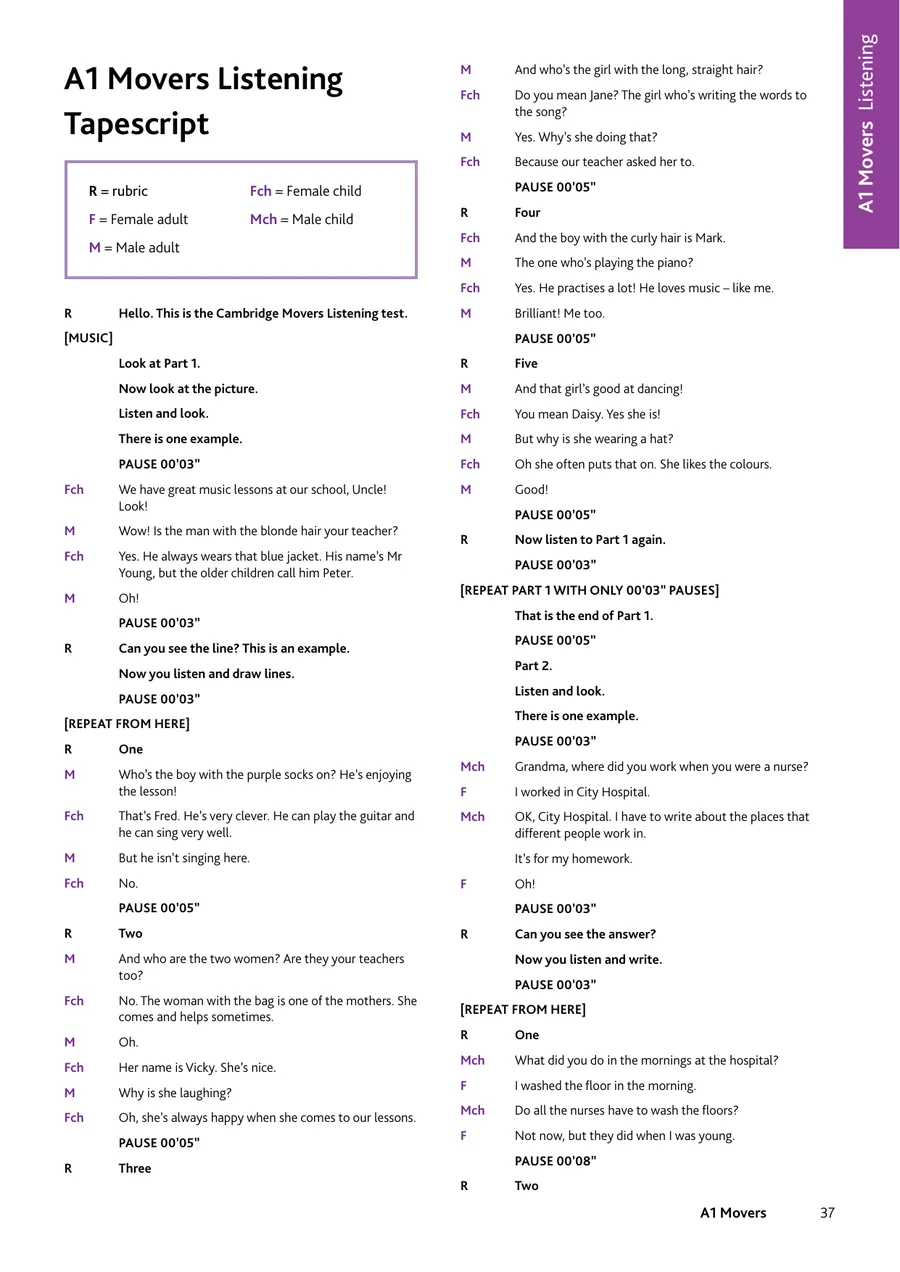 A1 Movers Listening
Tapescript
R = rubric
Fch = Female child
F = Female adult
Mch = Male child
M = Male adult
R Hello. This is the Cambridge Movers Listening test.
[MUSIC]
Look at Part 1.
Now look at the picture.
Listen and look.
There is one example.
PAUSE 00'03"
Fch We have great music lessons at our school, Uncle!
Look!
M Wow! Is the man with the blonde hair your teacher?
Fch Yes. He always wears that blue jacket. His name's Mr
Young, but the older children call him Peter.
M Oh!
PAUSE 00'03"
R Can you see the line? This is an example.
Now you listen and draw lines.
PAUSE 00'03"
[REPEAT FROM HERE]
R One
M Who's the boy with the purple socks on? He's enjoying
the lesson!
Fch That's Fred. He's very clever. He can play the guitar and
he can sing very well.
M But he isn't singing here.
Fch No.
PAUSE 00'05"
R Two
M And who are the two women? Are they your teachers
too?
Fch No. The woman with the bag is one of the mothers. She
comes and helps sometimes.
M Oh.
Fch Her name is Vicky. She's nice.
M Why is she laughing?
Fch Oh, she's always happy when she comes to our lessons.
PAUSE 00'05"
R Three
M And who's the girl with the long, straight hair?
Fch Do you mean Jane? The girl who's writing the words to
the song?
M Yes. Why's she doing that?
Fch Because our teacher asked her to.
PAUSE 00'05"
R Four
Fch And the boy with the curly hair is Mark.
M The one who's playing the piano?
Fch Yes. He practises a lot! He loves music – like me.
M Brilliant! Me too.
PAUSE 00'05"
R Five
M And that girl's good at dancing!
Fch You mean Daisy. Yes she is!
M But why is she wearing a hat?
Fch Oh she often puts that on. She likes the colours.
M Good!
PAUSE 00'05"
R Now listen to Part 1 again.
PAUSE 00'03"
[REPEAT PART 1 WITH ONLY 00'03" PAUSES]
That is the end of Part 1.
PAUSE 00'05"
Part 2.
Listen and look.
There is one example.
PAUSE 00'03"
Mch Grandma, where did you work when you were a nurse?
F I worked in City Hospital.
Mch OK, City Hospital. I have to write about the places that
different people work in.
It's for my homework.
F Oh!
PAUSE 00'03"
R Can you see the answer?
Now you listen and write.
PAUSE 00'03"
[REPEAT FROM HERE]
R One
Mch What did you do in the mornings at the hospital?
F I washed the floor in the morning.
Mch Do all the nurses have to wash the floors?
F Not now, but they did when I was young.
PAUSE 00'08"
R Two
A1 Movers Listening
A1 Movers 37